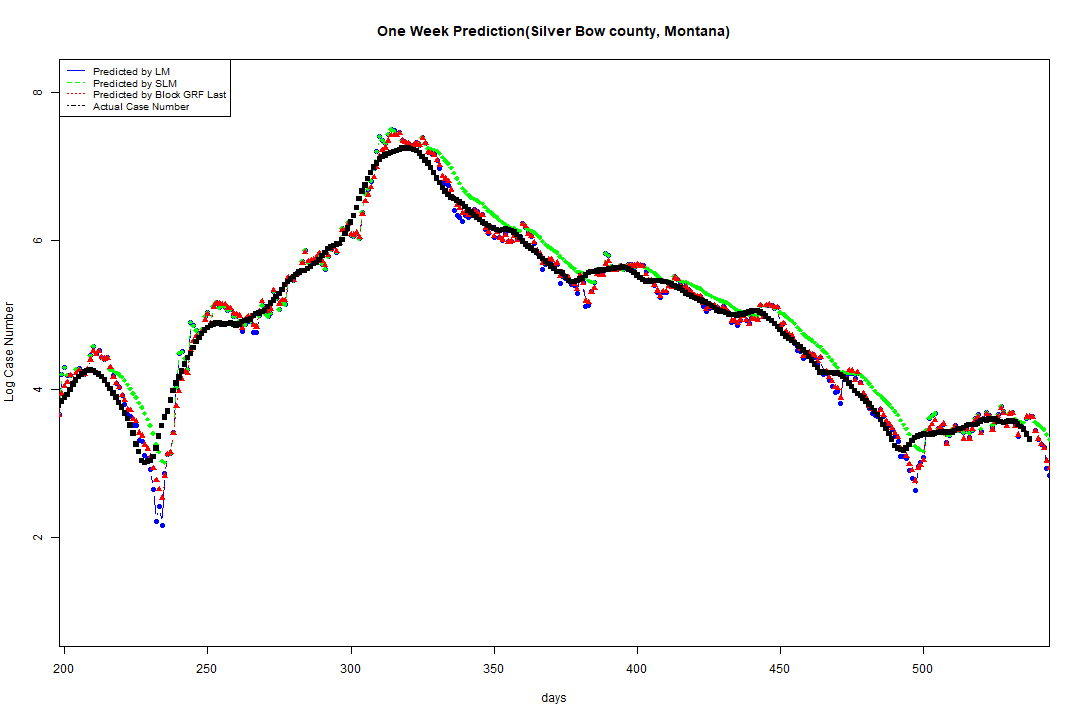 One Week Prediction(Silver Bow county, Montana)
Predicted by LM
Predicted by SLM
Predicted by Block GRF Last
Actual Case Number
8
6
4
2
Log Case Number
200 250 300 350 400 450 500
days